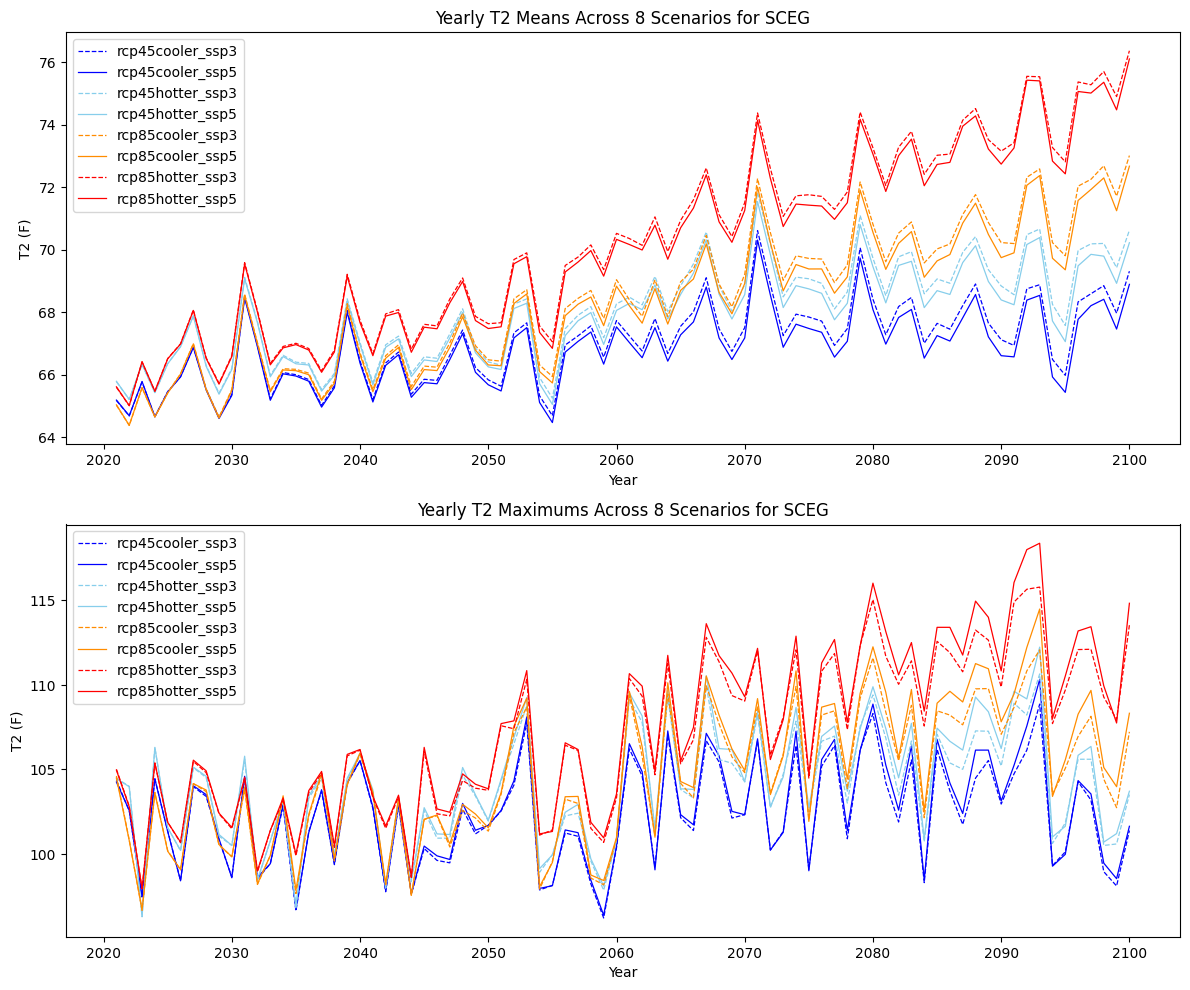 Yearly T2 Means Across 8 Scenarios for SCEG
rcp45cooler_ssp3
rcp45cooler_ssp5
rcp45hotter_ssp3
rcp45hotter_ssp5
rcp85cooler_ssp3
rcp85cooler_ssp5
rcp85hotter_ssp3
rcp85hotter_ssp5
T2 (F)
76
74
72
70
68
66
64
2020 2030 2040 2050 2060 2070 2080 2090 2100
Year
Yearly T2 Maximums Across 8 Scenarios for SCEG
rcp45cooler_ssp3
rcp45cooler_ssp5
rcp45hotter_ssp3
rcp45hotter_ssp5
rcp85cooler_ssp3
rcp85cooler_ssp5
rcp85hotter_ssp3
rcp85hotter_ssp5
T2 (F)
115
110
105
100
2020 2030 2040 2050 2060 2070 2080 2090 2100
Year